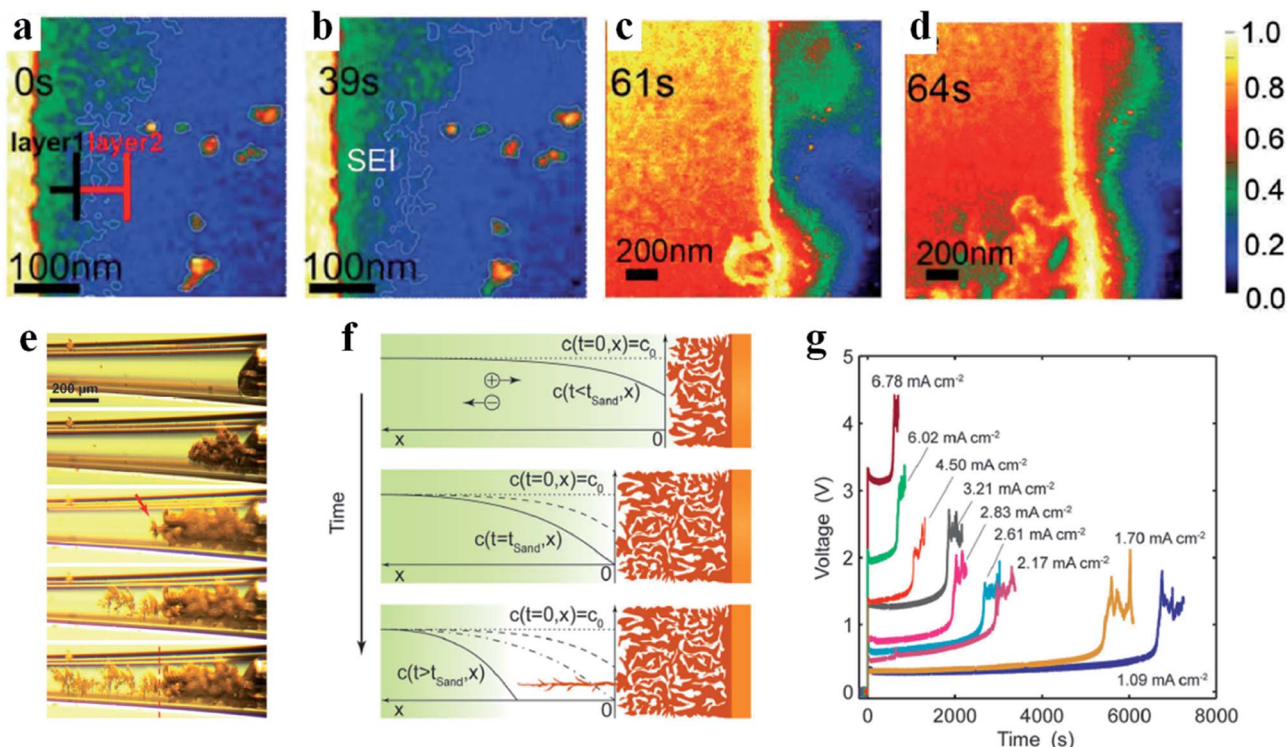 a
0s
layer1
layer2
100nm
b
39s
SEI
100nm
c
61s
200nm
d
64s
200nm
1.0
0.8
0.6
0.4
0.2
0.0
e
200 µm
f
Time
c(t=0,x)=c₀
c(t<t_Sand,x)
+
−
x
0
c(t=0,x)=c₀
c(t=t_Sand,x)
x
0
c(t=0,x)=c₀
c(t>t_Sand,x)
x
0
g
Voltage (V)
5
4
3
2
1
0
6.78 mA cm⁻²
6.02 mA cm⁻²
4.50 mA cm⁻²
3.21 mA cm⁻²
2.83 mA cm⁻²
2.61 mA cm⁻²
2.17 mA cm⁻²
1.70 mA cm⁻²
1.09 mA cm⁻²
0
2000
4000
6000
8000
Time (s)